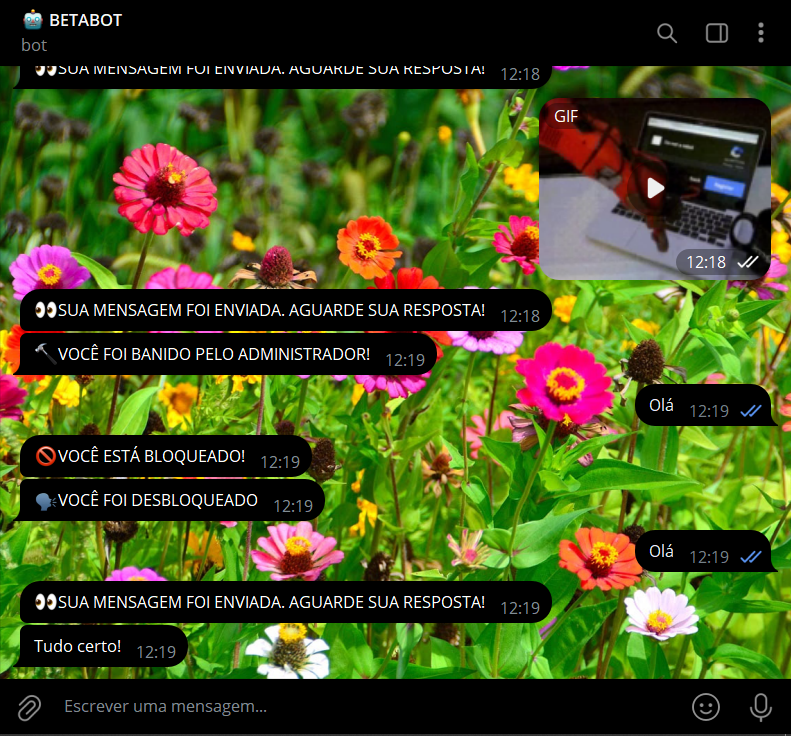 🤖 BETABOT
bot
👀SUA MENSAGEM FOI ENVIADA. AGUARDE SUA RESPOSTA! 12:18
GIF
12:18
👀SUA MENSAGEM FOI ENVIADA. AGUARDE SUA RESPOSTA! 12:18
🔨VOCÊ FOI BANIDO PELO ADMINISTRADOR! 12:19
Olá 12:19
🚫VOCÊ ESTÁ BLOQUEADO! 12:19
🗣VOCÊ FOI DESBLOQUEADO 12:19
Olá 12:19
👀SUA MENSAGEM FOI ENVIADA. AGUARDE SUA RESPOSTA! 12:19
Tudo certo! 12:19
Escrever uma mensagem...